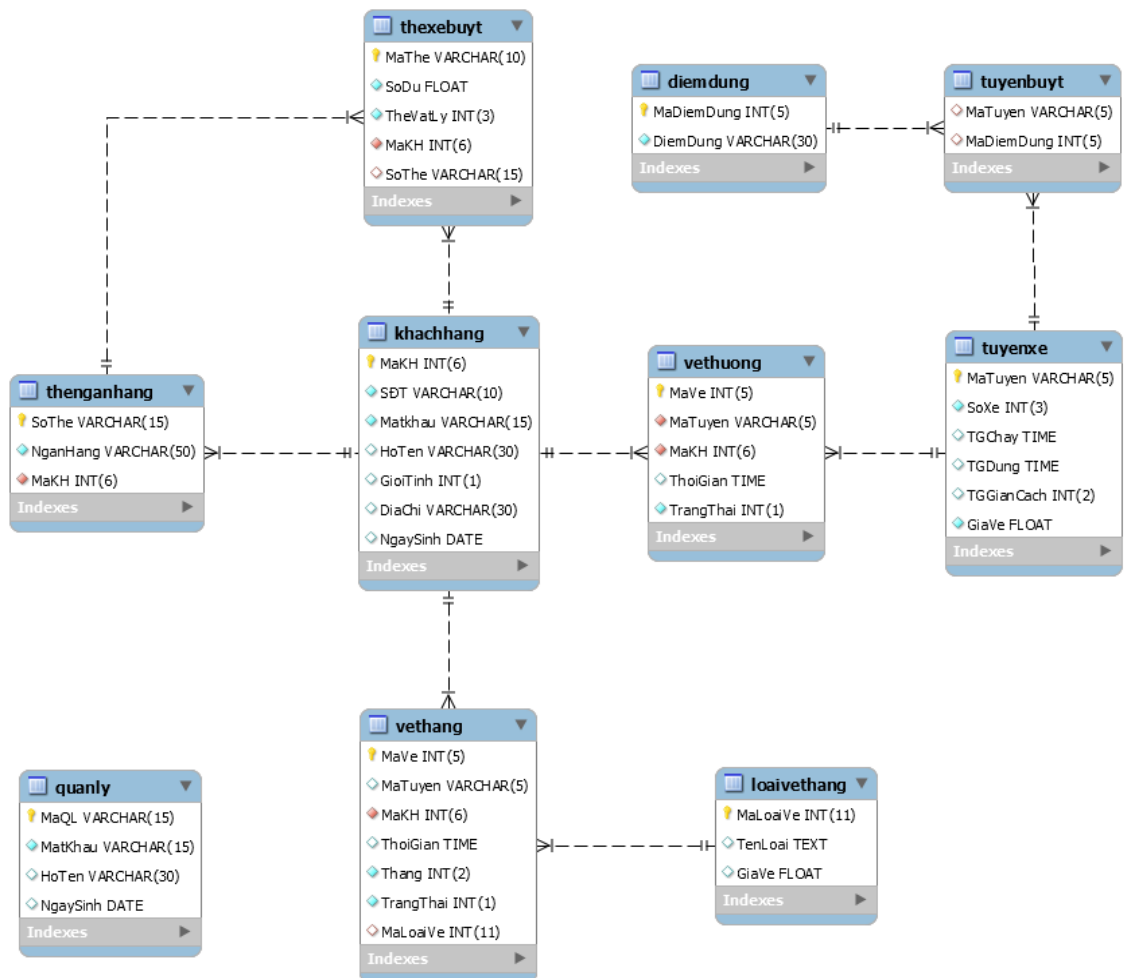 thexebuyt
MaThe VARCHAR(10)
SoDu FLOAT
TheVatLy INT(3)
MaKH INT(6)
SoThe VARCHAR(15)
Indexes
diemdung
MaDiemDung INT(5)
DiemDung VARCHAR(30)
Indexes
tuyenbuyt
MaTuyen VARCHAR(5)
MaDiemDung INT(5)
Indexes
thenganhang
SoThe VARCHAR(15)
NganHang VARCHAR(50)
MaKH INT(6)
Indexes
khachhang
MaKH INT(6)
SĐT VARCHAR(10)
Matkhau VARCHAR(15)
HoTen VARCHAR(30)
GioiTinh INT(1)
DiaChi VARCHAR(30)
NgaySinh DATE
Indexes
vethuong
MaVe INT(5)
MaTuyen VARCHAR(5)
MaKH INT(6)
ThoiGian TIME
TrangThai INT(1)
Indexes
tuyenxe
MaTuyen VARCHAR(5)
SoXe INT(3)
TGChay TIME
TGDung TIME
TGGianCach INT(2)
GiaVe FLOAT
Indexes
quanly
MaQL VARCHAR(15)
MatKhau VARCHAR(15)
HoTen VARCHAR(30)
NgaySinh DATE
Indexes
vethang
MaVe INT(5)
MaTuyen VARCHAR(5)
MaKH INT(6)
ThoiGian TIME
Thang INT(2)
TrangThai INT(1)
MaLoaiVe INT(11)
Indexes
loaivethang
MaLoaiVe INT(11)
TenLoai TEXT
GiaVe FLOAT
Indexes